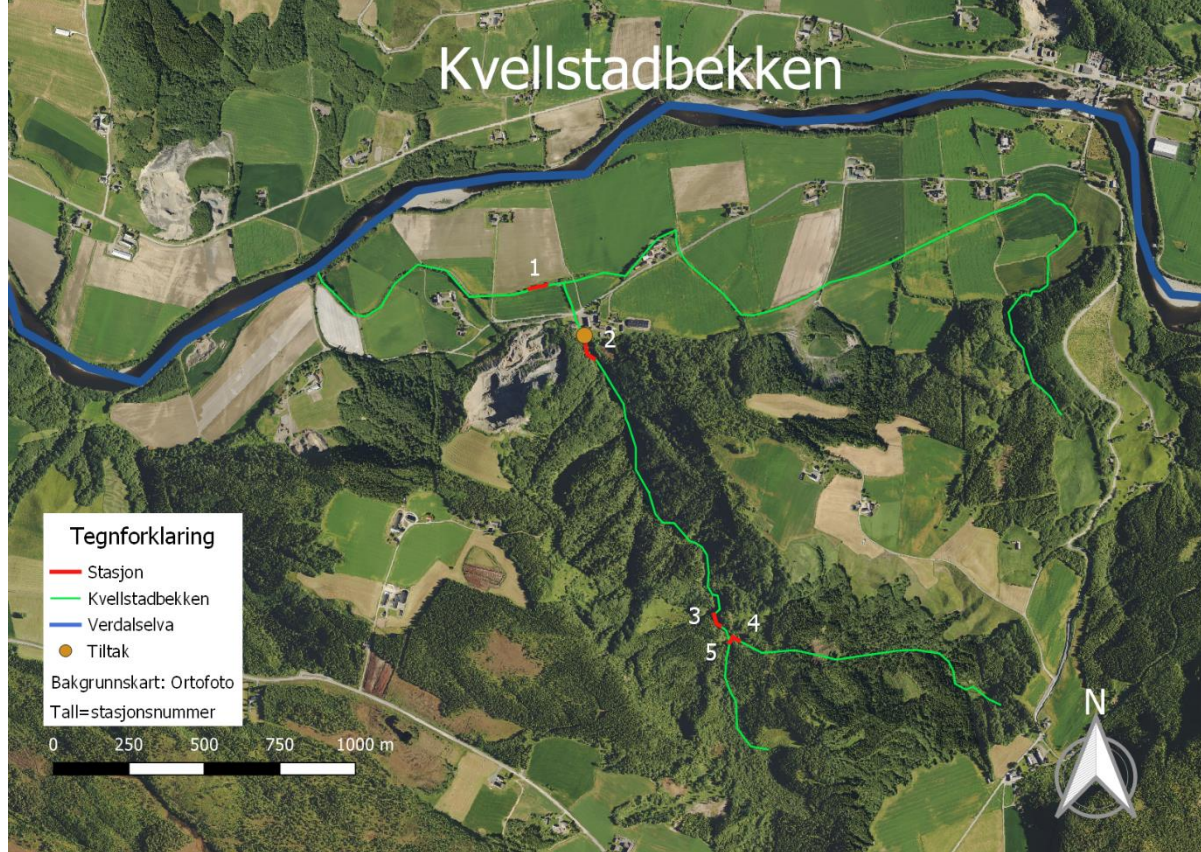 Kvellstadbekken
1
2
3
4
5
Tegnforklaring
Stasjon
Kvellstadbekken
Verdalselva
Tiltak
Bakgrunnskart: Ortofoto
Tall=stasjonsnummer
0 250 500 750 1000 m
N